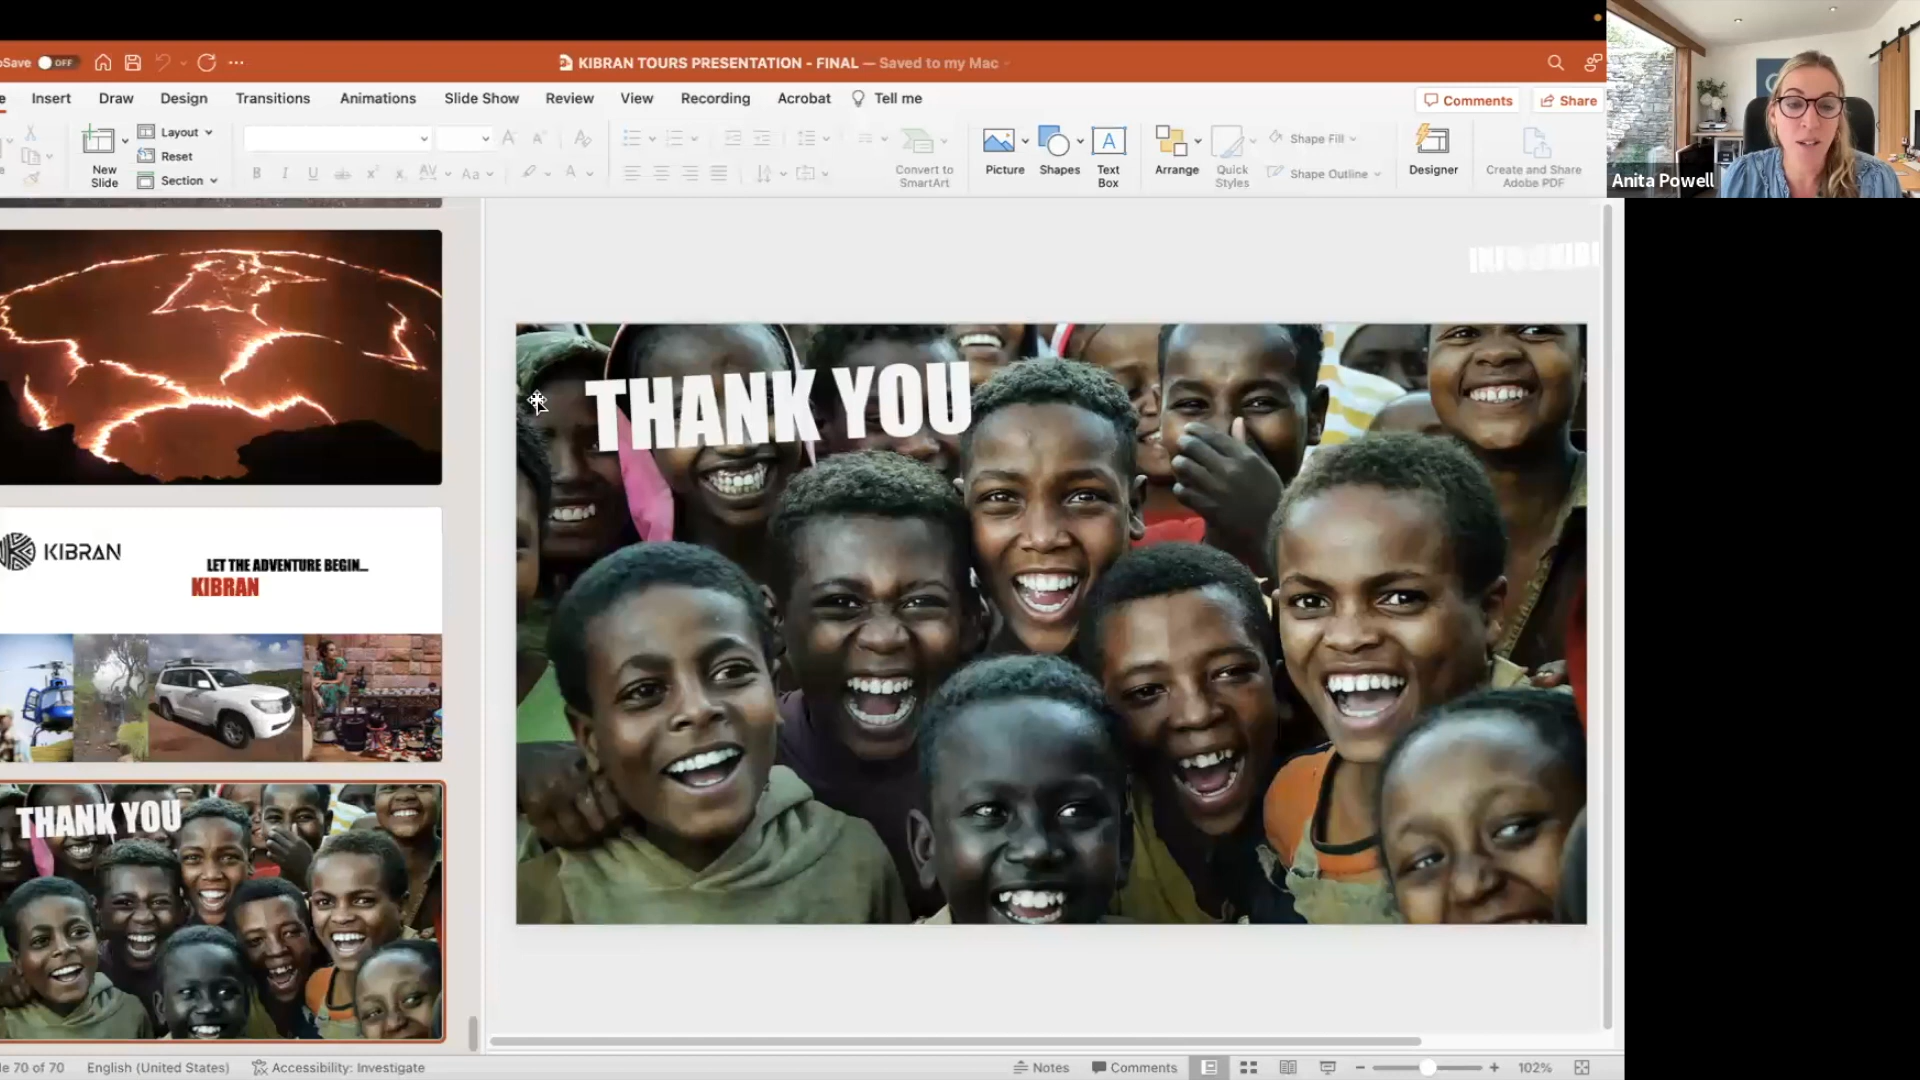 OFF
KIBRAN TOURS PRESENTATION - FINAL — Saved to my Mac
Insert Draw Design Transitions Animations Slide Show Review View Recording Acrobat Tell me
Comments Share
New Slide
Layout
Reset
Section
B I U
Aa
Convert to SmartArt
Picture
Shapes
Text Box
Arrange
Quick Styles
Shape Fill
Shape Outline
Designer
Create and Share Adobe PDF
Anita Powell
KIBRAN
LET THE ADVENTURE BEGIN...
KIBRAN
THANK YOU
THANK YOU
70 of 70 English (United States) Accessibility: Investigate
Notes Comments 102%